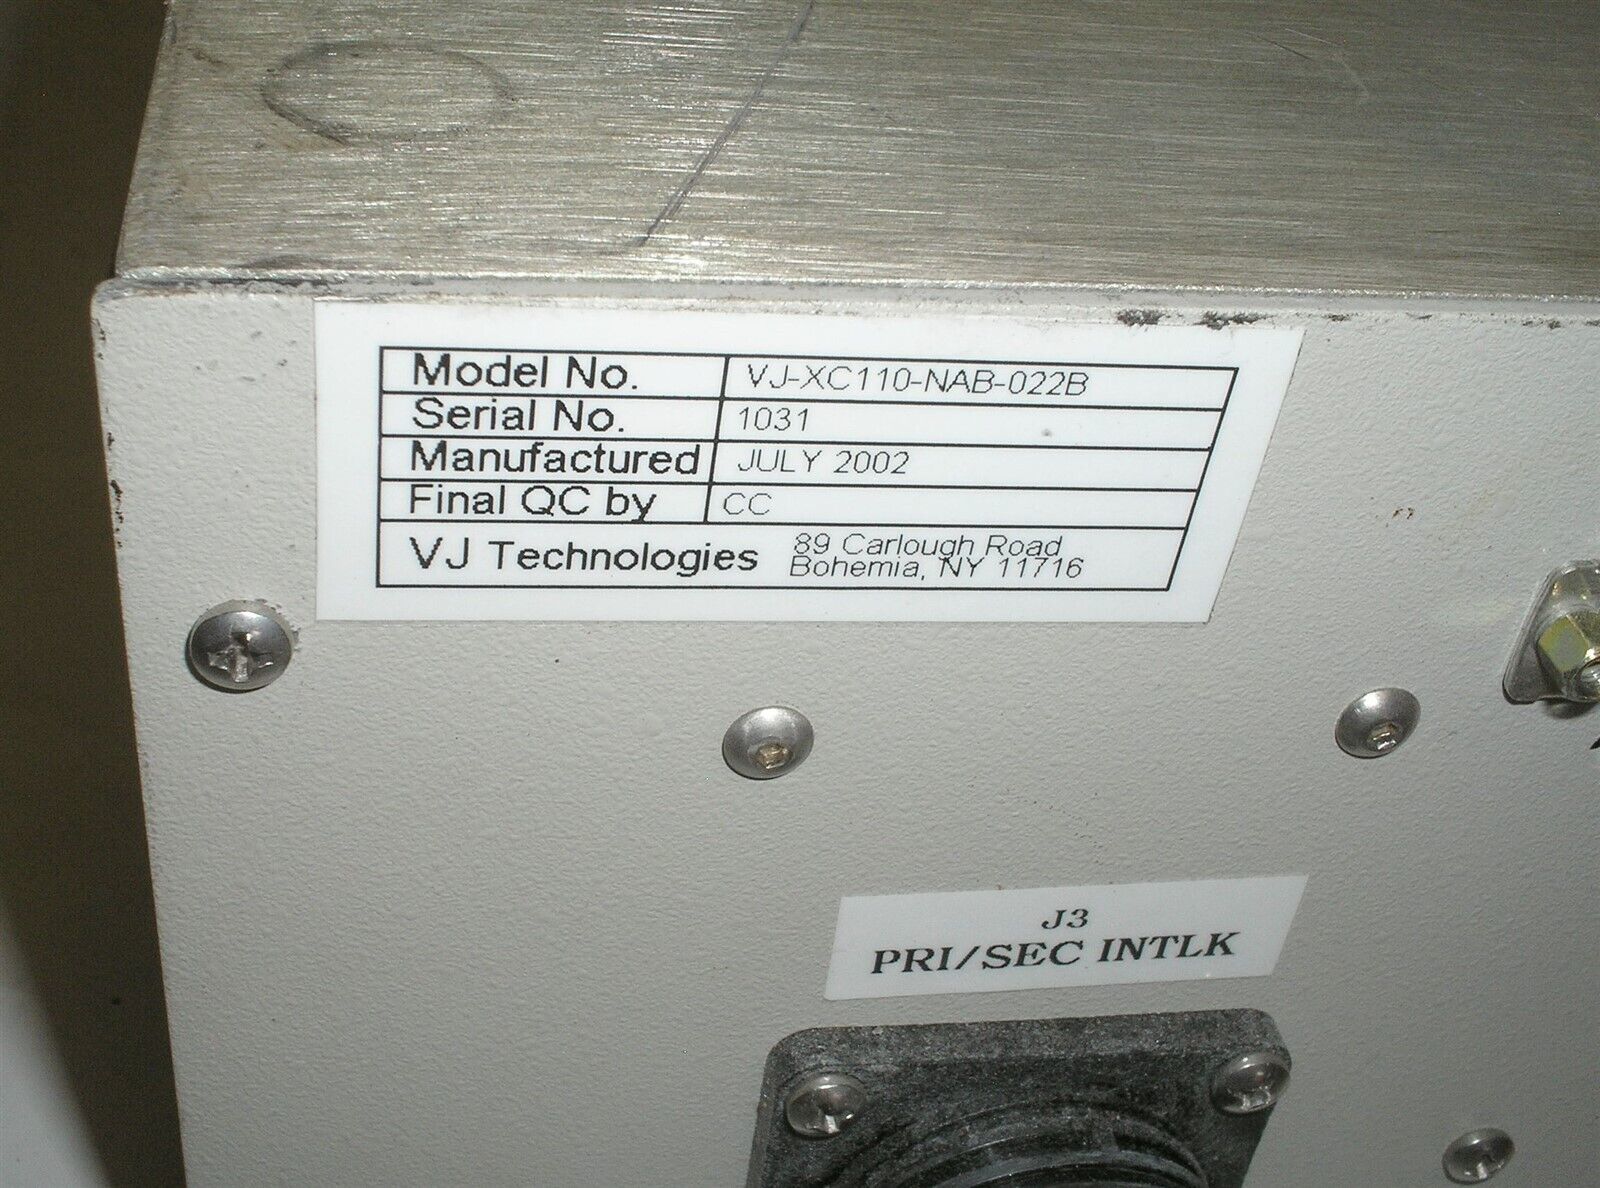 Model No. VJ-XC110-NAB-022B
Serial No. 1031
Manufactured JULY 2002
Final QC by CC
VJ Technologies 89 Carlough Road
Bohemia, NY 11716
J3
PRI/SEC INTLK